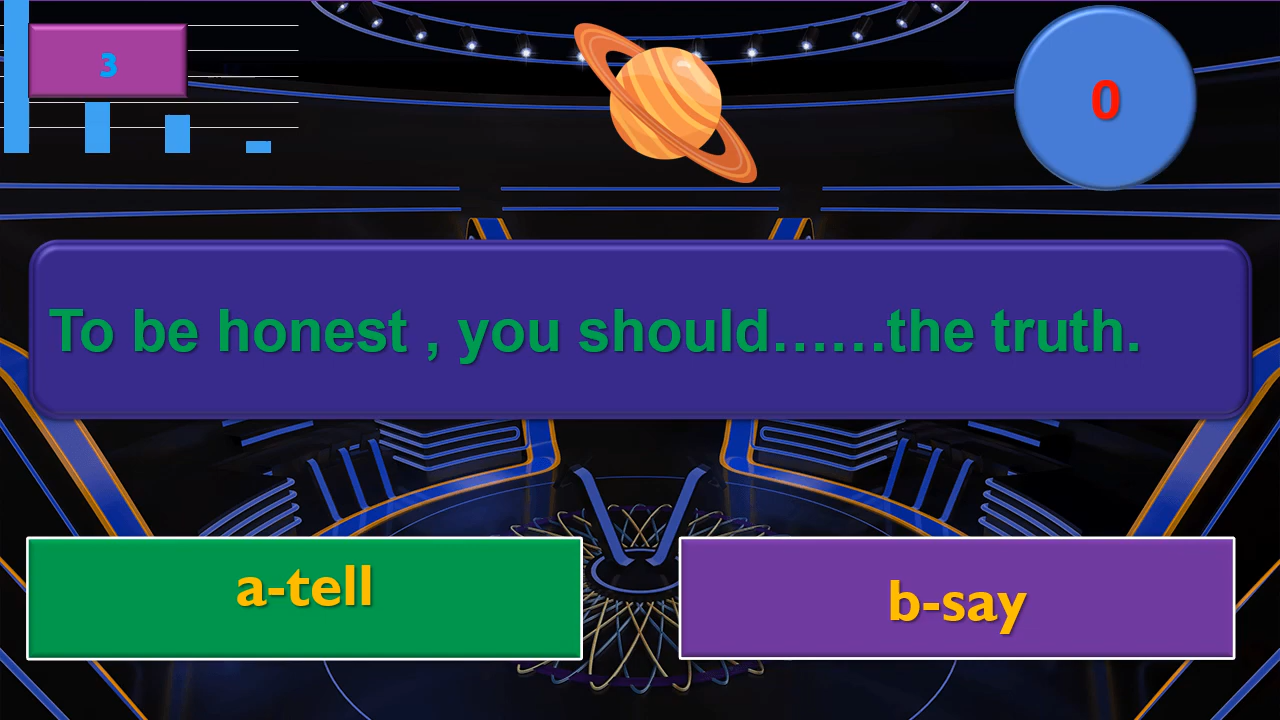 3
0
To be honest , you should......the truth.
a-tell
b-say